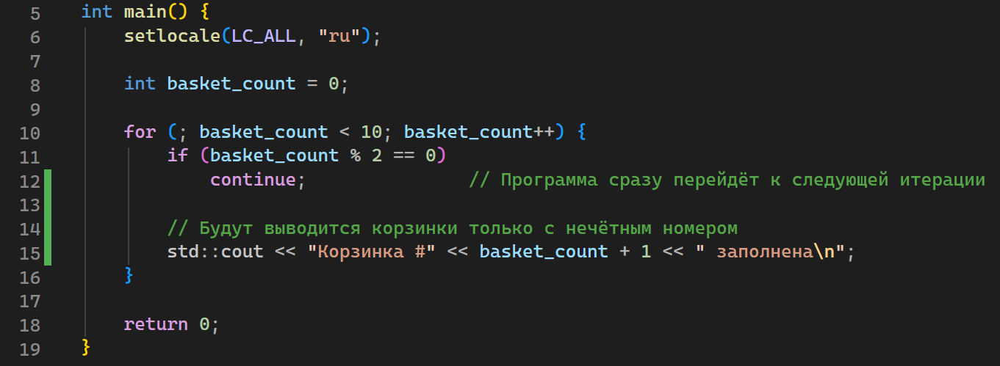 5 int main() {
6 setlocale(LC_ALL, "ru");
7
8 int basket_count = 0;
9
10 for (; basket_count < 10; basket_count++) {
11 if (basket_count % 2 == 0)
12 continue; // Программа сразу перейдёт к следующей итерации
13
14 // Будут выводится корзинки только с нечётным номером
15 std::cout << "Корзинка #" << basket_count + 1 << " заполнена\n";
16 }
17
18 return 0;
19 }